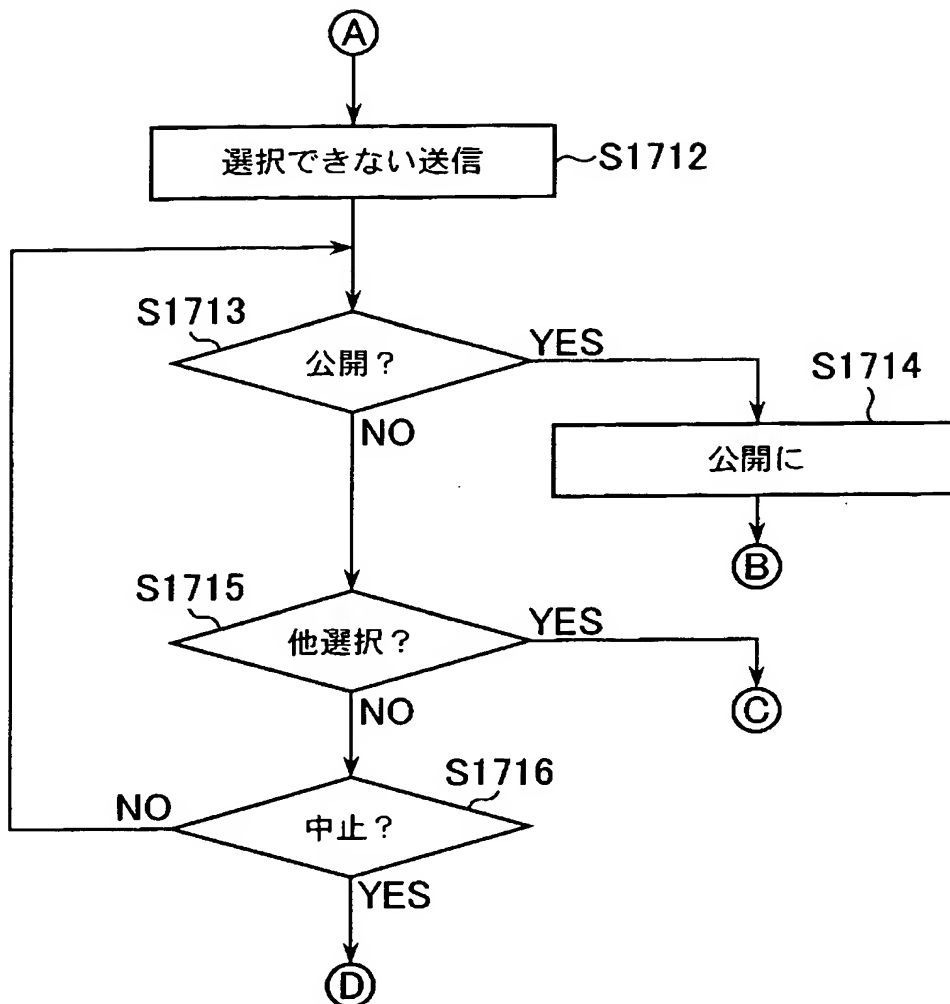 A
選択できない送信
S1712
S1713
公開?
YES
NO
S1714
公開に
B
S1715
他選択?
YES
NO
C
S1716
中止?
NO
YES
D